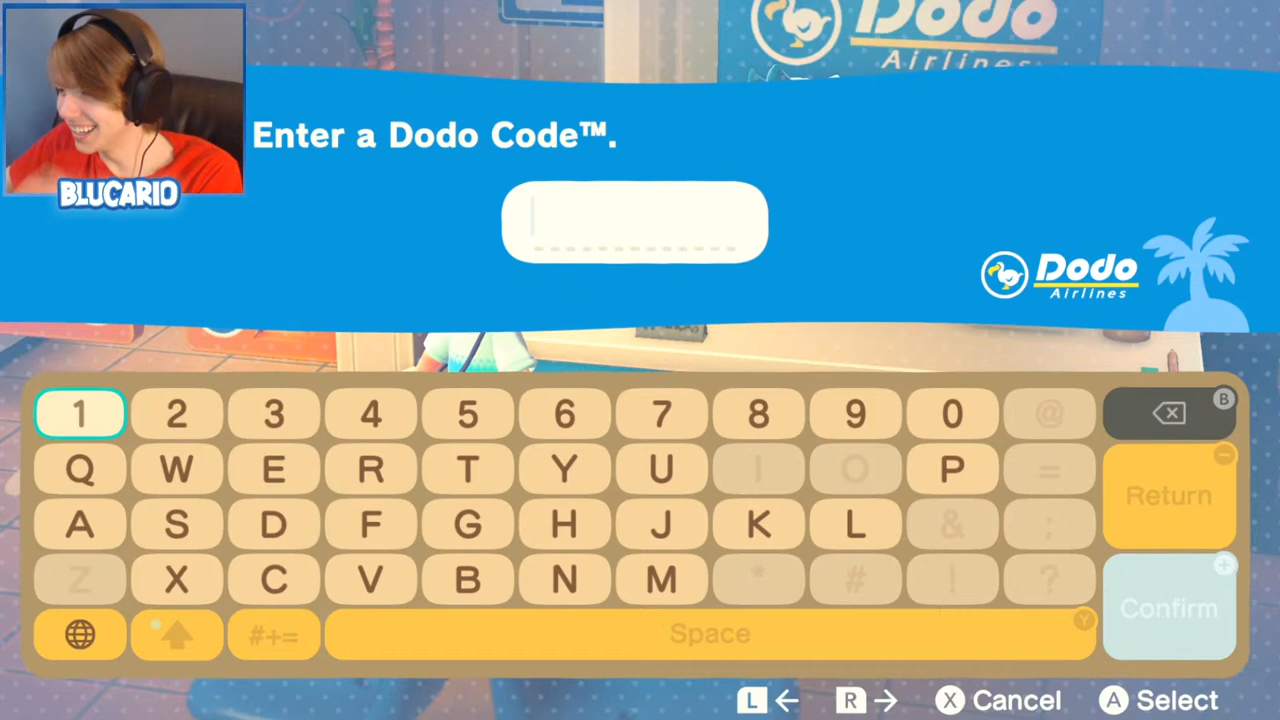 Dodo
Airlines
BLUCARIO
Enter a Dodo Code™.
Dodo
Airlines
1 2 3 4 5 6 7 8 9 0 @ B
Q W E R T Y U I O P = −
Return
A S D F G H J K L & ;
Z X C V B N M * # ! ? +
Confirm
#+= Space Y
L ← R → X Cancel A Select